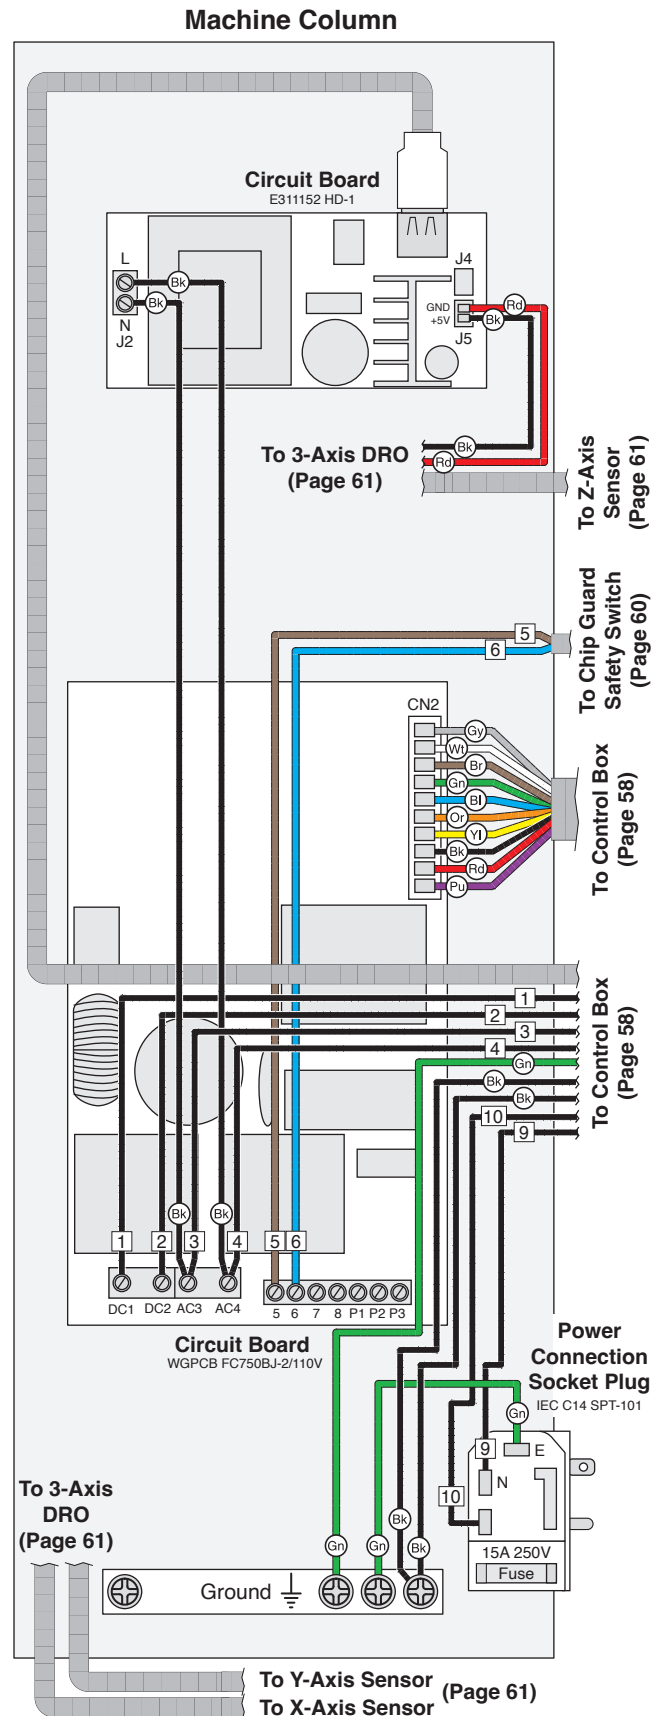 Machine Column
Circuit Board
E311152 HD-1
L
N
J2
Bk
Bk
J4
GND
+5V
J5
Rd
Bk
To 3-Axis DRO
(Page 61)
Bk
Rd
To Z-Axis
Sensor
(Page 61)
5
6
To Chip Guard
Safety Switch
(Page 60)
CN2
Gy
Wt
Br
Gn
Bl
Or
Yl
Bk
Rd
Pu
To Control Box
(Page 58)
1
2
3
4
Gn
Bk
Bk
10
9
To Control Box
(Page 58)
Bk
Bk
1
2
3
4
5
6
DC1
DC2
AC3
AC4
5
6
7
8
P1
P2
P3
Circuit Board
WGPCB FC750BJ-2/110V
Power
Connection
Socket Plug
IEC C14 SPT-101
Gn
E
9
N
10
15A 250V
Fuse
To 3-Axis
DRO
(Page 61)
Gn
Gn
Bk
Bk
Ground
To Y-Axis Sensor
To X-Axis Sensor
(Page 61)